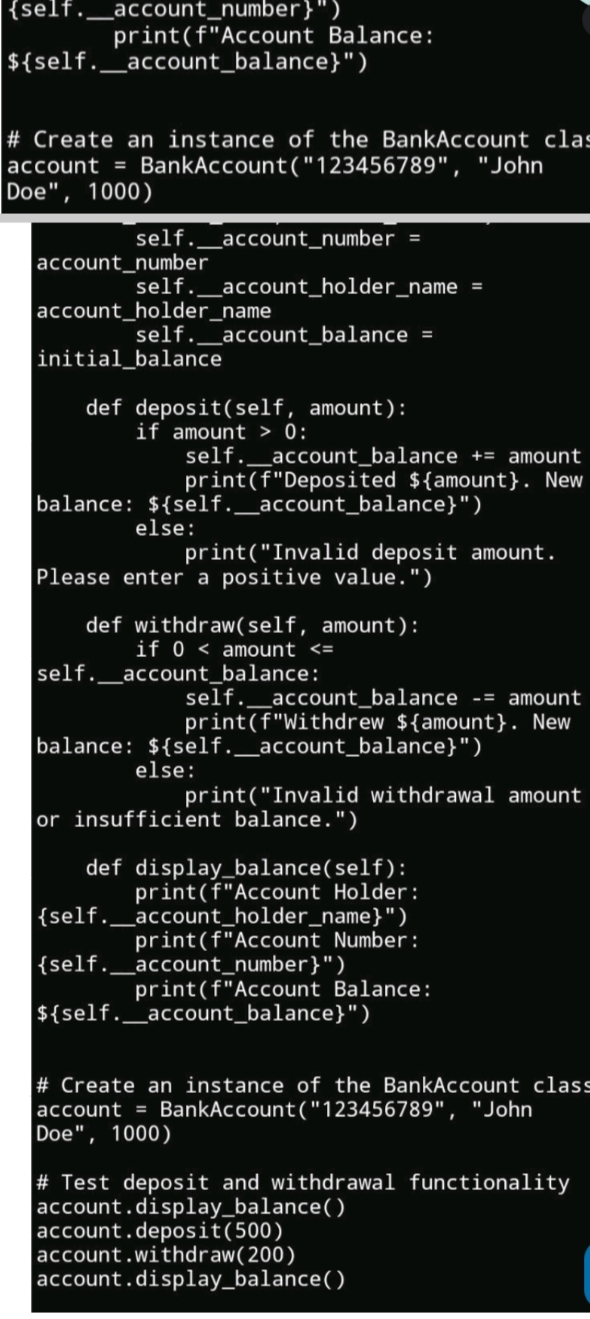 {self.__account_number}")
        print(f"Account Balance:
${self.__account_balance}")


# Create an instance of the BankAccount clas
account = BankAccount("123456789", "John
Doe", 1000)
        self.__account_number =
account_number
        self.__account_holder_name =
account_holder_name
        self.__account_balance =
initial_balance

    def deposit(self, amount):
        if amount > 0:
            self.__account_balance += amount
            print(f"Deposited ${amount}. New
balance: ${self.__account_balance}")
        else:
            print("Invalid deposit amount.
Please enter a positive value.")

    def withdraw(self, amount):
        if 0 < amount <=
self.__account_balance:
            self.__account_balance -= amount
            print(f"Withdrew ${amount}. New
balance: ${self.__account_balance}")
        else:
            print("Invalid withdrawal amount
or insufficient balance.")

    def display_balance(self):
        print(f"Account Holder:
{self.__account_holder_name}")
        print(f"Account Number:
{self.__account_number}")
        print(f"Account Balance:
${self.__account_balance}")


# Create an instance of the BankAccount class
account = BankAccount("123456789", "John
Doe", 1000)

# Test deposit and withdrawal functionality
account.display_balance()
account.deposit(500)
account.withdraw(200)
account.display_balance()